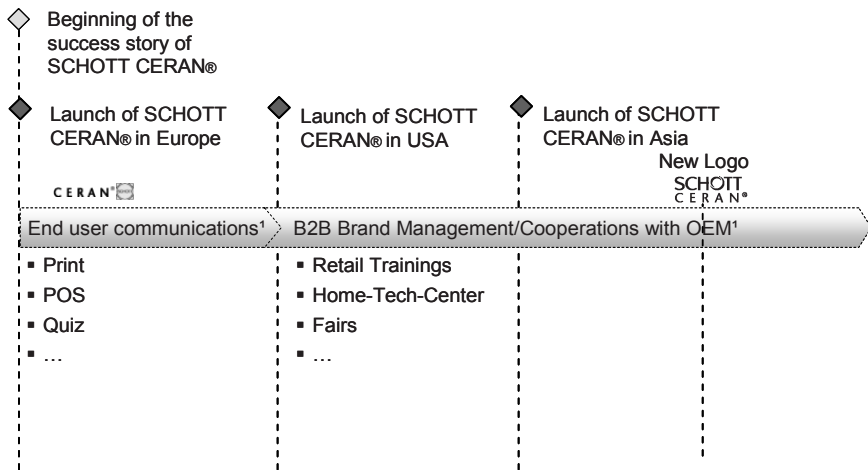 Beginning of the
success story of
SCHOTT CERAN®
Launch of SCHOTT
CERAN® in Europe
Launch of SCHOTT
CERAN® in USA
Launch of SCHOTT
CERAN® in Asia
New Logo
SCHOTT
CERAN®
CERAN®
End user communications¹
B2B Brand Management/Cooperations with OEM¹
▪ Print
▪ POS
▪ Quiz
▪ …
▪ Retail Trainings
▪ Home-Tech-Center
▪ Fairs
▪ …